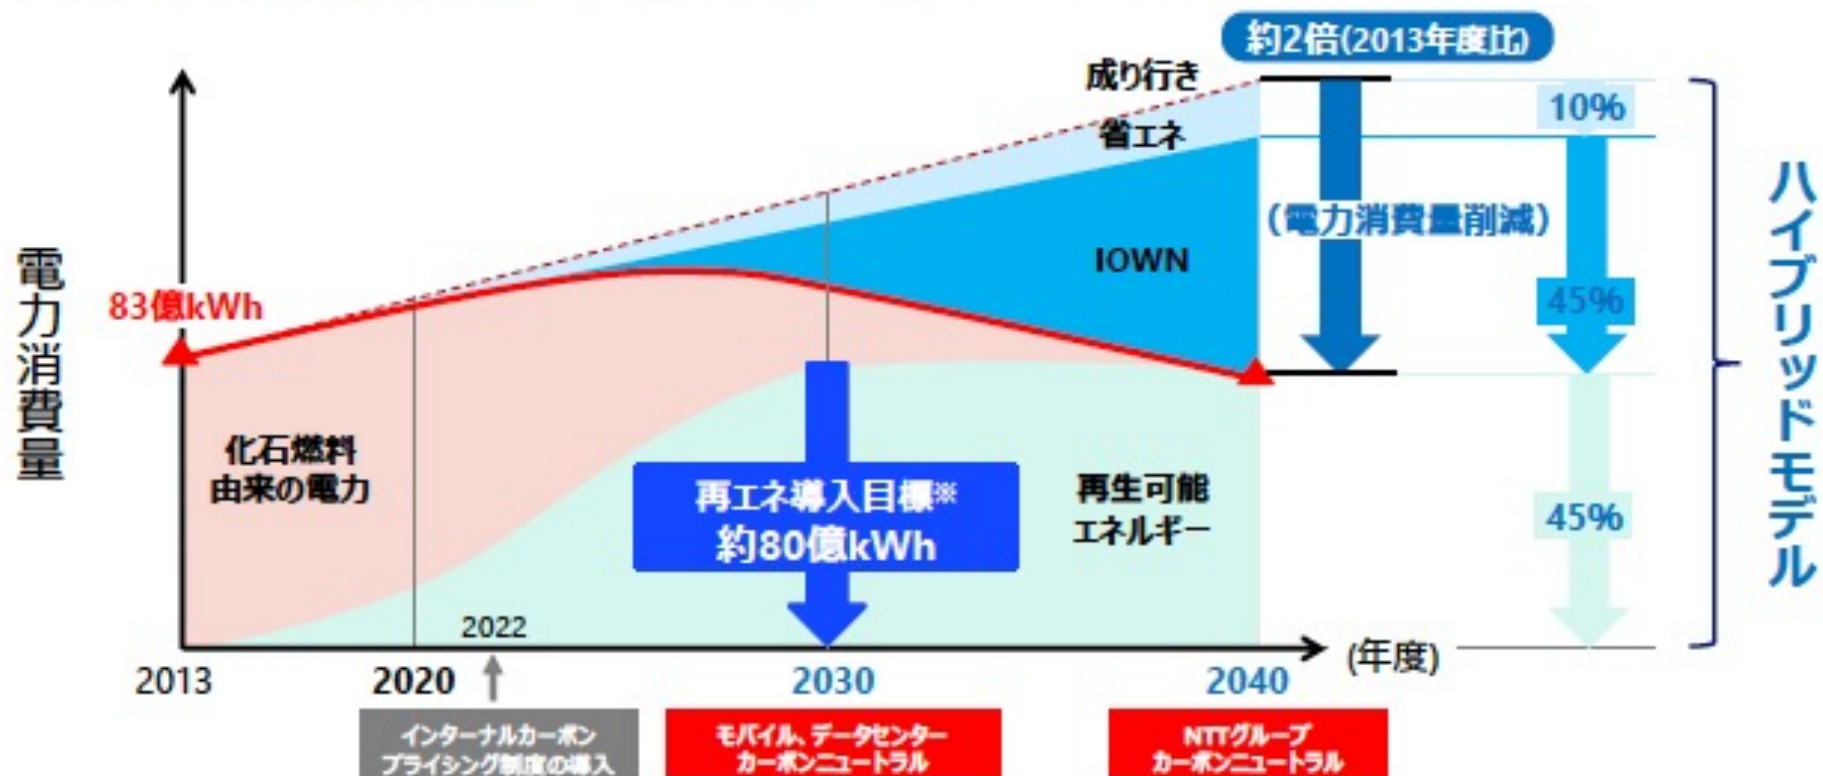 約2倍(2013年度比)
成り行き
10%
省エネ
(電力消費量削減)
IOWN
83億kWh
45%
電力消費量
ハイブリッドモデル
化石燃料
由来の電力
再エネ導入目標※
約80億kWh
再生可能
エネルギー
45%
2022
(年度)
2013
2020
2030
2040
インターナルカーボン
プライシング制度の導入
モバイル、データセンター
カーボンニュートラル
NTTグループ
カーボンニュートラル